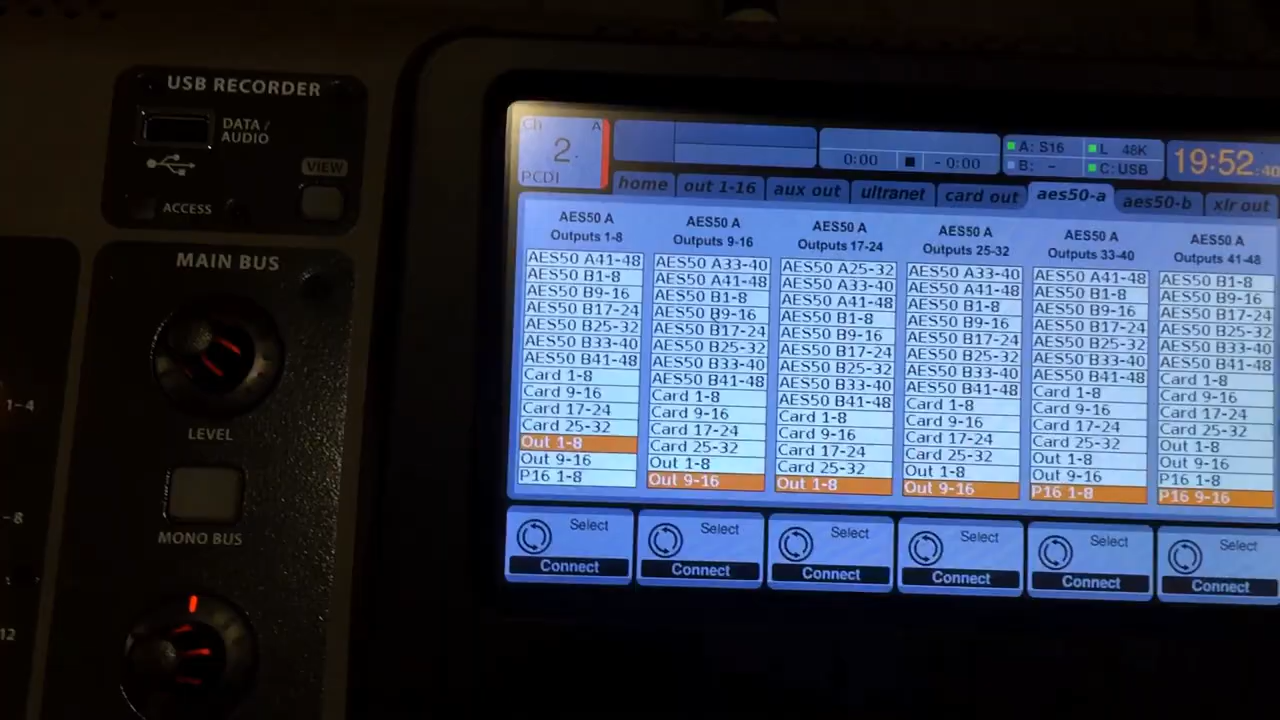 USB RECORDER
DATA /
AUDIO
VIEW
ACCESS
MAIN BUS
LEVEL
MONO BUS
1–4
–8
12
Ch A
2
PCDI
0:00 - 0:00
A: S16 L 48K
B: - C: USB
19:52:40
home out 1-16 aux out ultranet card out aes50-a aes50-b xlr out
AES50 A
Outputs 1-8
AES50 A41-48
AES50 B1-8
AES50 B9-16
AES50 B17-24
AES50 B25-32
AES50 B33-40
AES50 B41-48
Card 1-8
Card 9-16
Card 17-24
Card 25-32
Out 1-8
Out 9-16
P16 1-8
AES50 A
Outputs 9-16
AES50 A33-40
AES50 A41-48
AES50 B1-8
AES50 B9-16
AES50 B17-24
AES50 B25-32
AES50 B33-40
AES50 B41-48
Card 1-8
Card 9-16
Card 17-24
Card 25-32
Out 1-8
Out 9-16
AES50 A
Outputs 17-24
AES50 A25-32
AES50 A33-40
AES50 A41-48
AES50 B1-8
AES50 B9-16
AES50 B17-24
AES50 B25-32
AES50 B33-40
AES50 B41-48
Card 1-8
Card 9-16
Card 17-24
Card 25-32
Out 1-8
AES50 A
Outputs 25-32
AES50 A33-40
AES50 A41-48
AES50 B1-8
AES50 B9-16
AES50 B17-24
AES50 B25-32
AES50 B33-40
AES50 B41-48
Card 1-8
Card 9-16
Card 17-24
Card 25-32
Out 1-8
Out 9-16
AES50 A
Outputs 33-40
AES50 A41-48
AES50 B1-8
AES50 B9-16
AES50 B17-24
AES50 B25-32
AES50 B33-40
AES50 B41-48
Card 1-8
Card 9-16
Card 17-24
Card 25-32
Out 1-8
Out 9-16
P16 1-8
AES50 A
Outputs 41-48
AES50 B1-8
AES50 B9-16
AES50 B17-24
AES50 B25-32
AES50 B33-40
AES50 B41-48
Card 1-8
Card 9-16
Card 17-24
Card 25-32
Out 1-8
Out 9-16
P16 1-8
P16 9-16
Select Select Select Select Select Select
Connect Connect Connect Connect Connect Connect